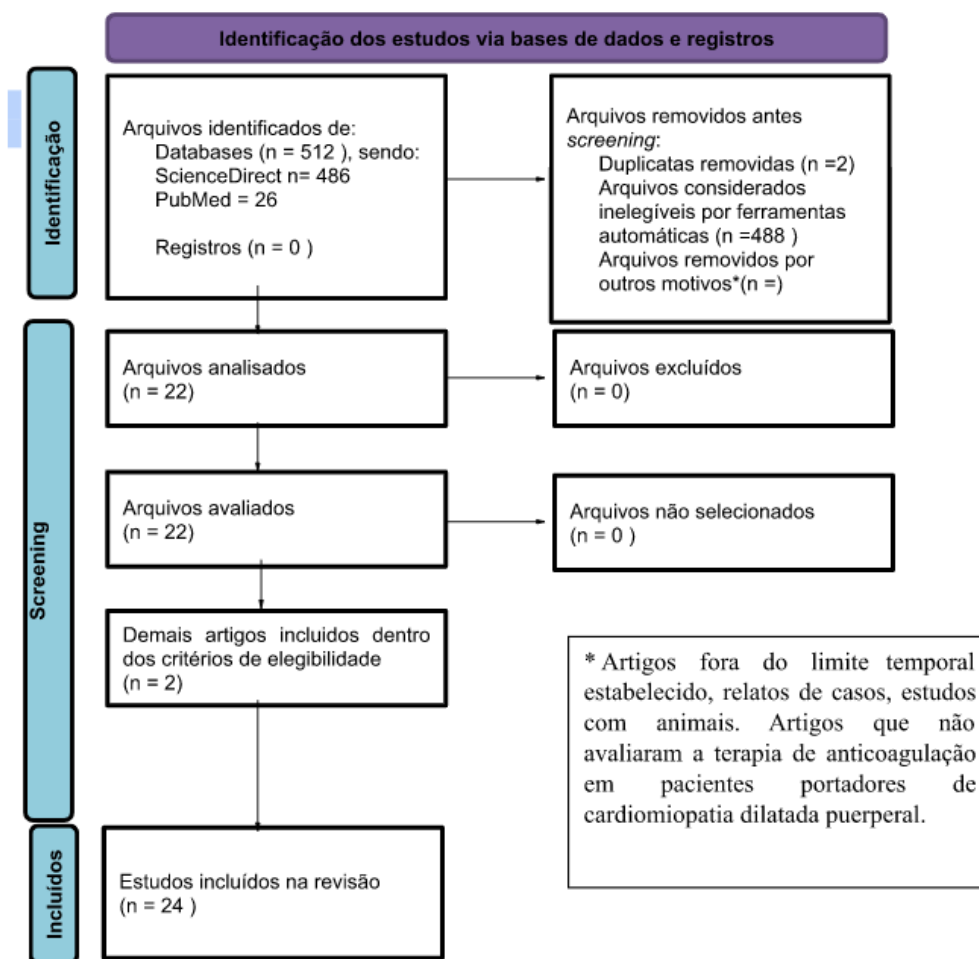 Identificação dos estudos via bases de dados e registros
Identificação
Arquivos identificados de:
Databases (n = 512 ), sendo:
ScienceDirect n= 486
PubMed = 26
Registros (n = 0 )
Arquivos removidos antes
screening:
Duplicatas removidas (n =2)
Arquivos considerados
inelegíveis por ferramentas
automáticas (n =488 )
Arquivos removidos por
outros motivos*(n =)
Screening
Arquivos analisados
(n = 22)
Arquivos excluídos
(n = 0)
Arquivos avaliados
(n = 22)
Arquivos não selecionados
(n = 0 )
Demais artigos incluidos dentro
dos critérios de elegibilidade
(n = 2)
* Artigos fora do limite temporal
estabelecido, relatos de casos, estudos
com animais. Artigos que não
avaliaram a terapia de anticoagulação
em pacientes portadores de
cardiomiopatia dilatada puerperal.
Incluídos
Estudos incluídos na revisão
(n = 24 )